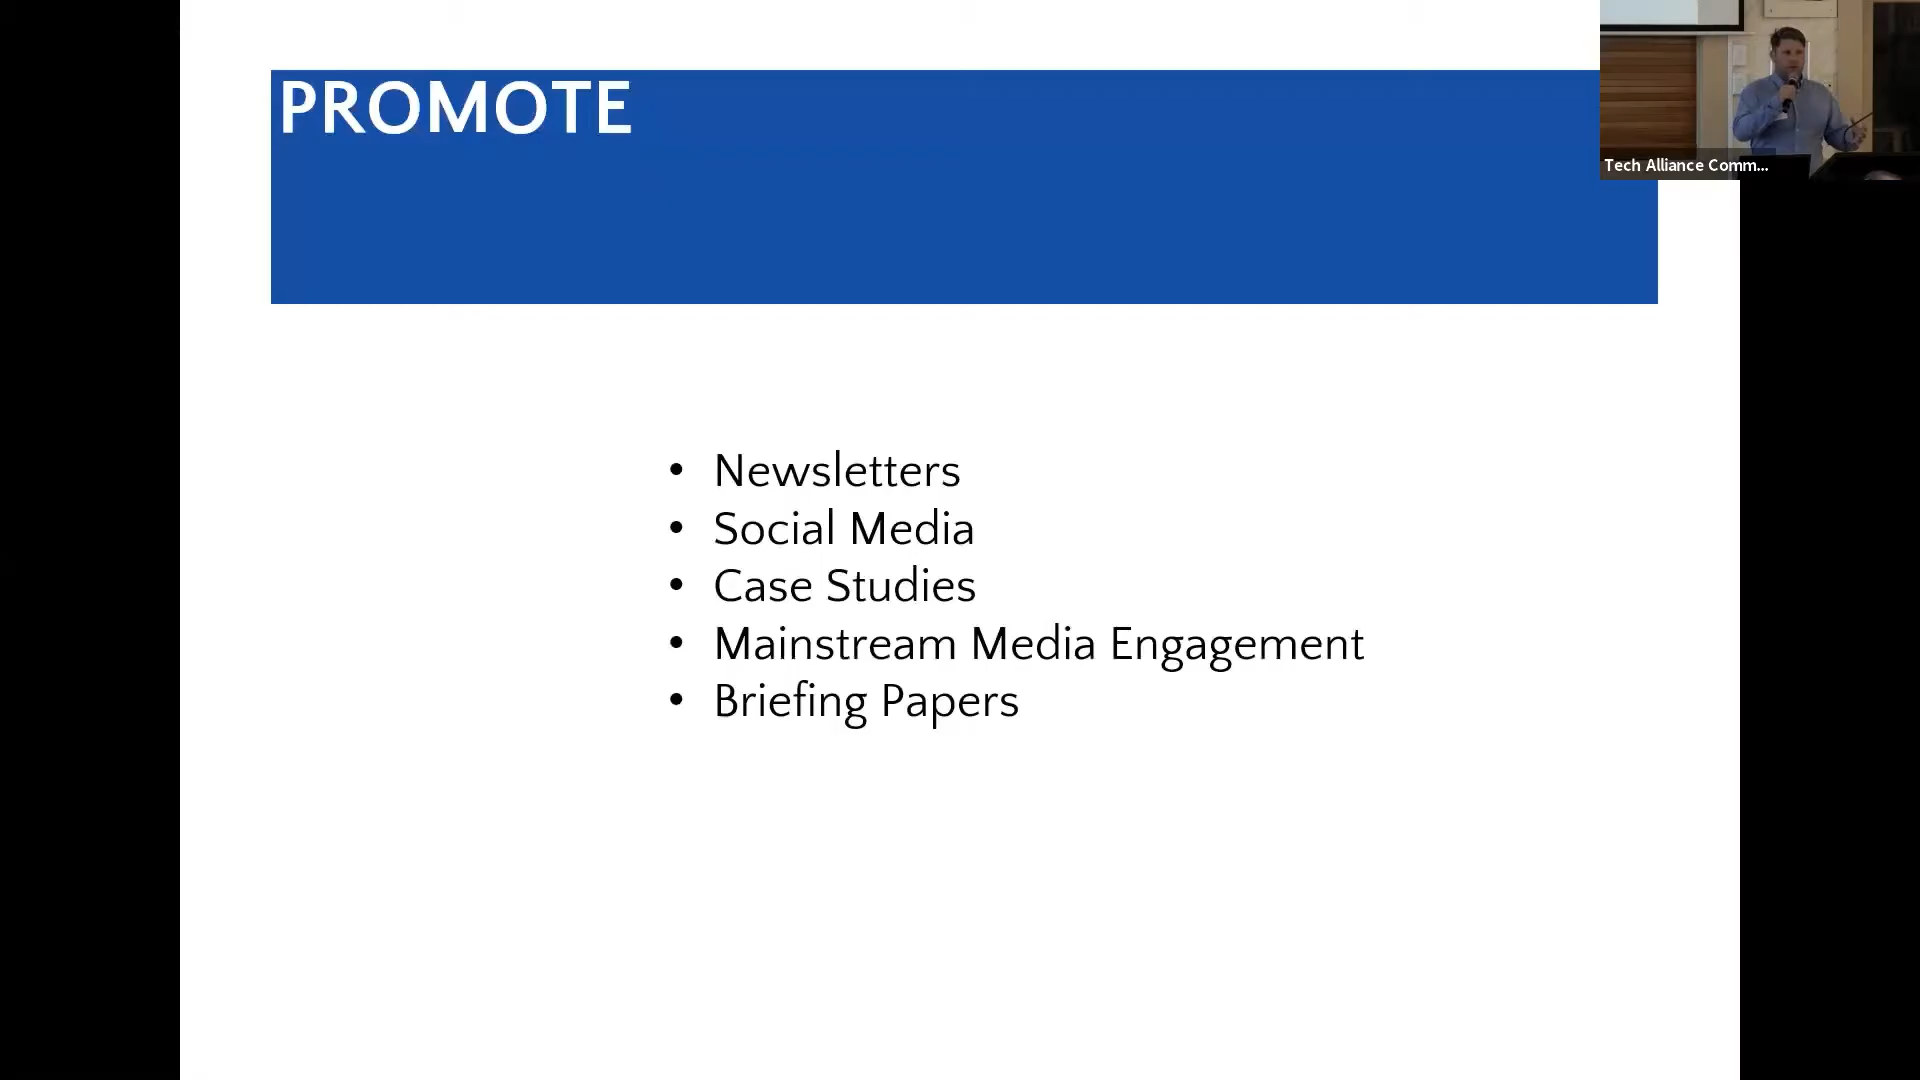 PROMOTE
Tech Alliance Comm...
• Newsletters
• Social Media
• Case Studies
• Mainstream Media Engagement
• Briefing Papers